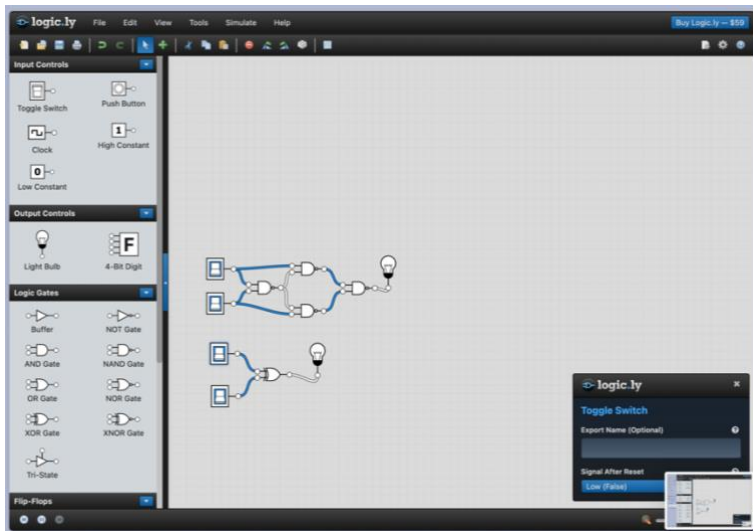 logic.ly File Edit View Tools Simulate Help Buy Logic.ly — $59
Input Controls
Toggle Switch Push Button
Clock 1 High Constant
0
Low Constant
Output Controls
F
Light Bulb 4-Bit Digit
Logic Gates
Buffer NOT Gate
AND Gate NAND Gate
OR Gate NOR Gate
XOR Gate XNOR Gate
Tri-State
Flip-Flops
logic.ly
Toggle Switch
Export Name (Optional)
Signal After Reset
Low (False)